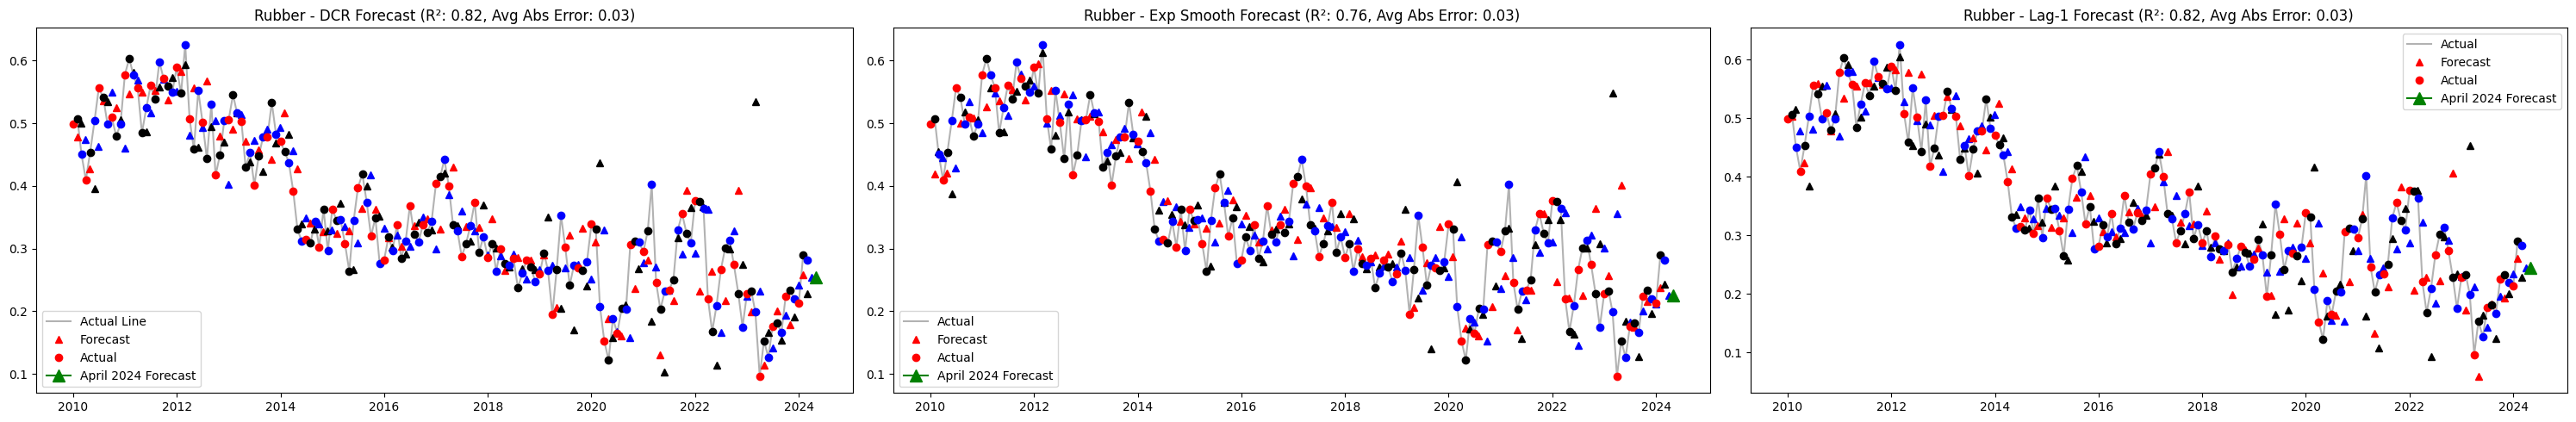 Rubber - DCR Forecast (R²: 0.82, Avg Abs Error: 0.03)
0.6
0.5
0.4
0.3
0.2
0.1
Actual Line
Forecast
Actual
April 2024 Forecast
2010
2012
2014
2016
2018
2020
2022
2024
Rubber - Exp Smooth Forecast (R²: 0.76, Avg Abs Error: 0.03)
0.6
0.5
0.4
0.3
0.2
0.1
Actual
Forecast
Actual
April 2024 Forecast
2010
2012
2014
2016
2018
2020
2022
2024
Rubber - Lag-1 Forecast (R²: 0.82, Avg Abs Error: 0.03)
Actual
Forecast
Actual
April 2024 Forecast
0.6
0.5
0.4
0.3
0.2
0.1
2010
2012
2014
2016
2018
2020
2022
2024